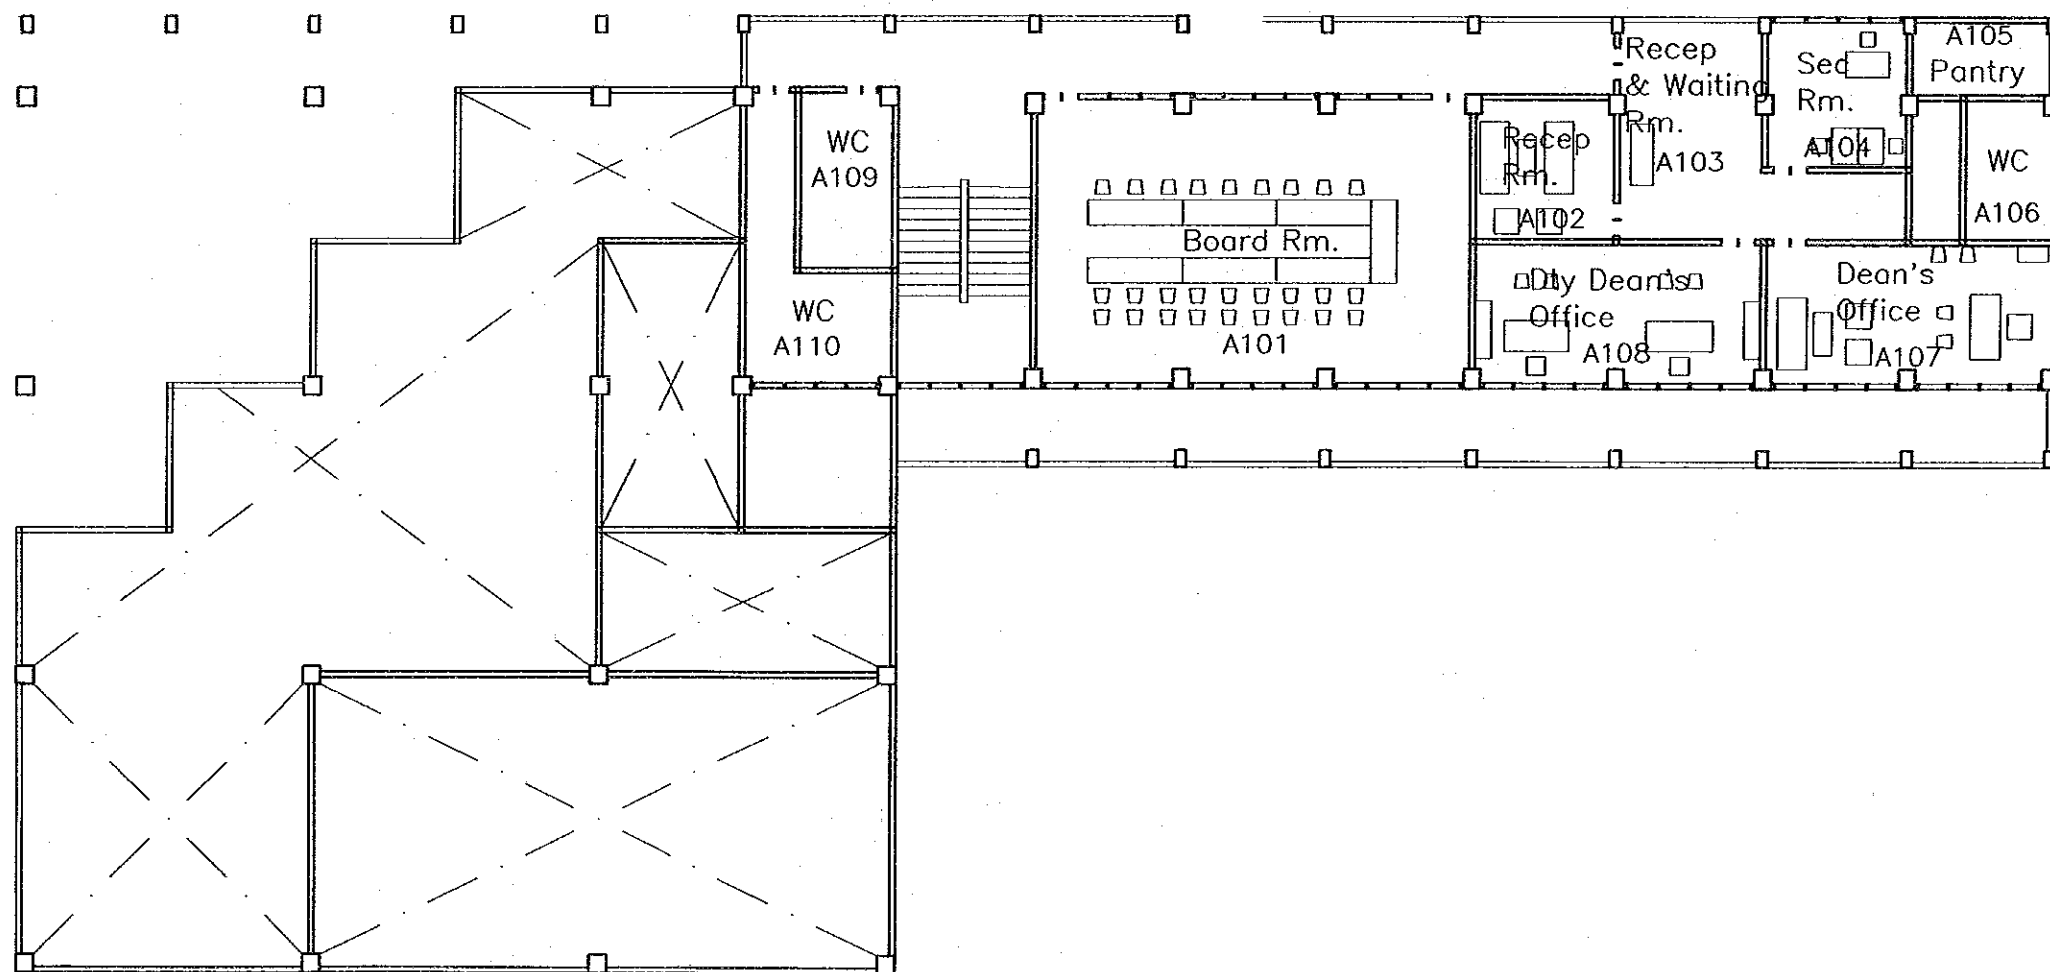 Recep
& Waiting
Rm.
A103
Sec
Rm.
A104
A105
Pantry
WC
A109
Recep
Rm.
A102
WC
A106
Board Rm.
A101
WC
A110
Dty Dean's
Office
A108
Dean's
Office
A107